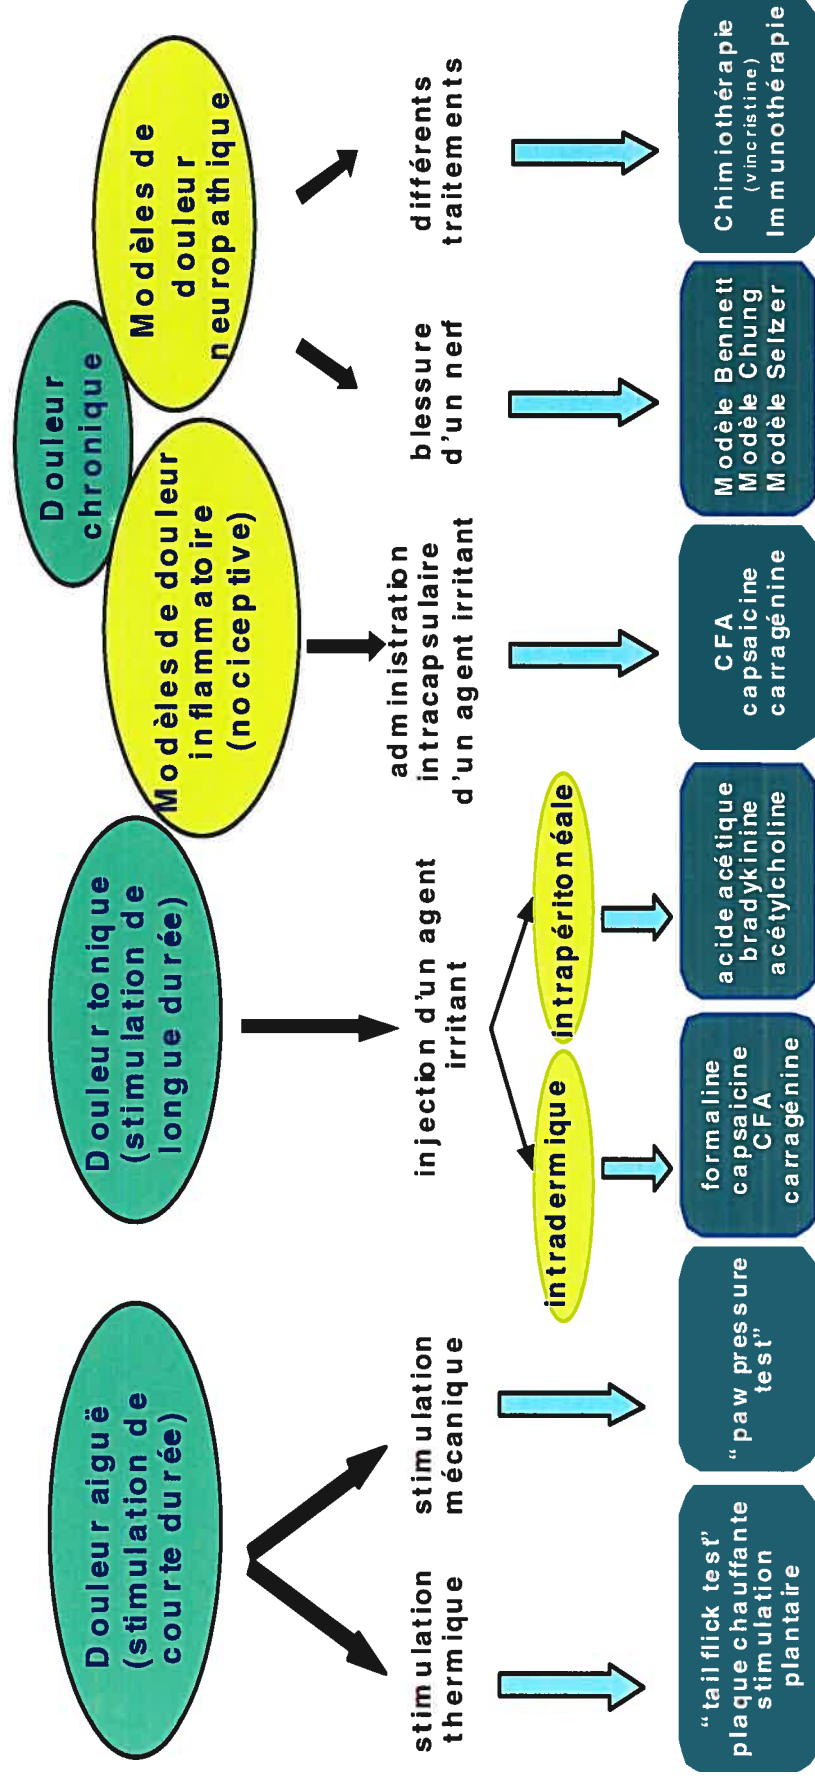 Douleur aiguë
(stimulation de
courte durée)
Douleur tonique
(stimulation de
longue durée)
Douleur
chronique
Modèles de douleur
inflammatoire
(nociceptive)
Modèles de
douleur
neuropathique
stimulation
thermique
stimulation
mécanique
injection d'un agent
irritant
administration
intracapsulaire
d'un agent irritant
blessure
d'un nerf
différents
traitements
intradermique
intrapéritonéale
“tail flick test”
plaque chauffante
stimulation
plantaire
“paw pressure
test”
formaline
capsaicine
CFA
carragénine
acide acétique
bradykinine
acétylcholine
CFA
capsaicine
carragénine
Modèle Bennett
Modèle Chung
Modèle Seltzer
Chimiothérapie
(vincristine)
Immunothérapie